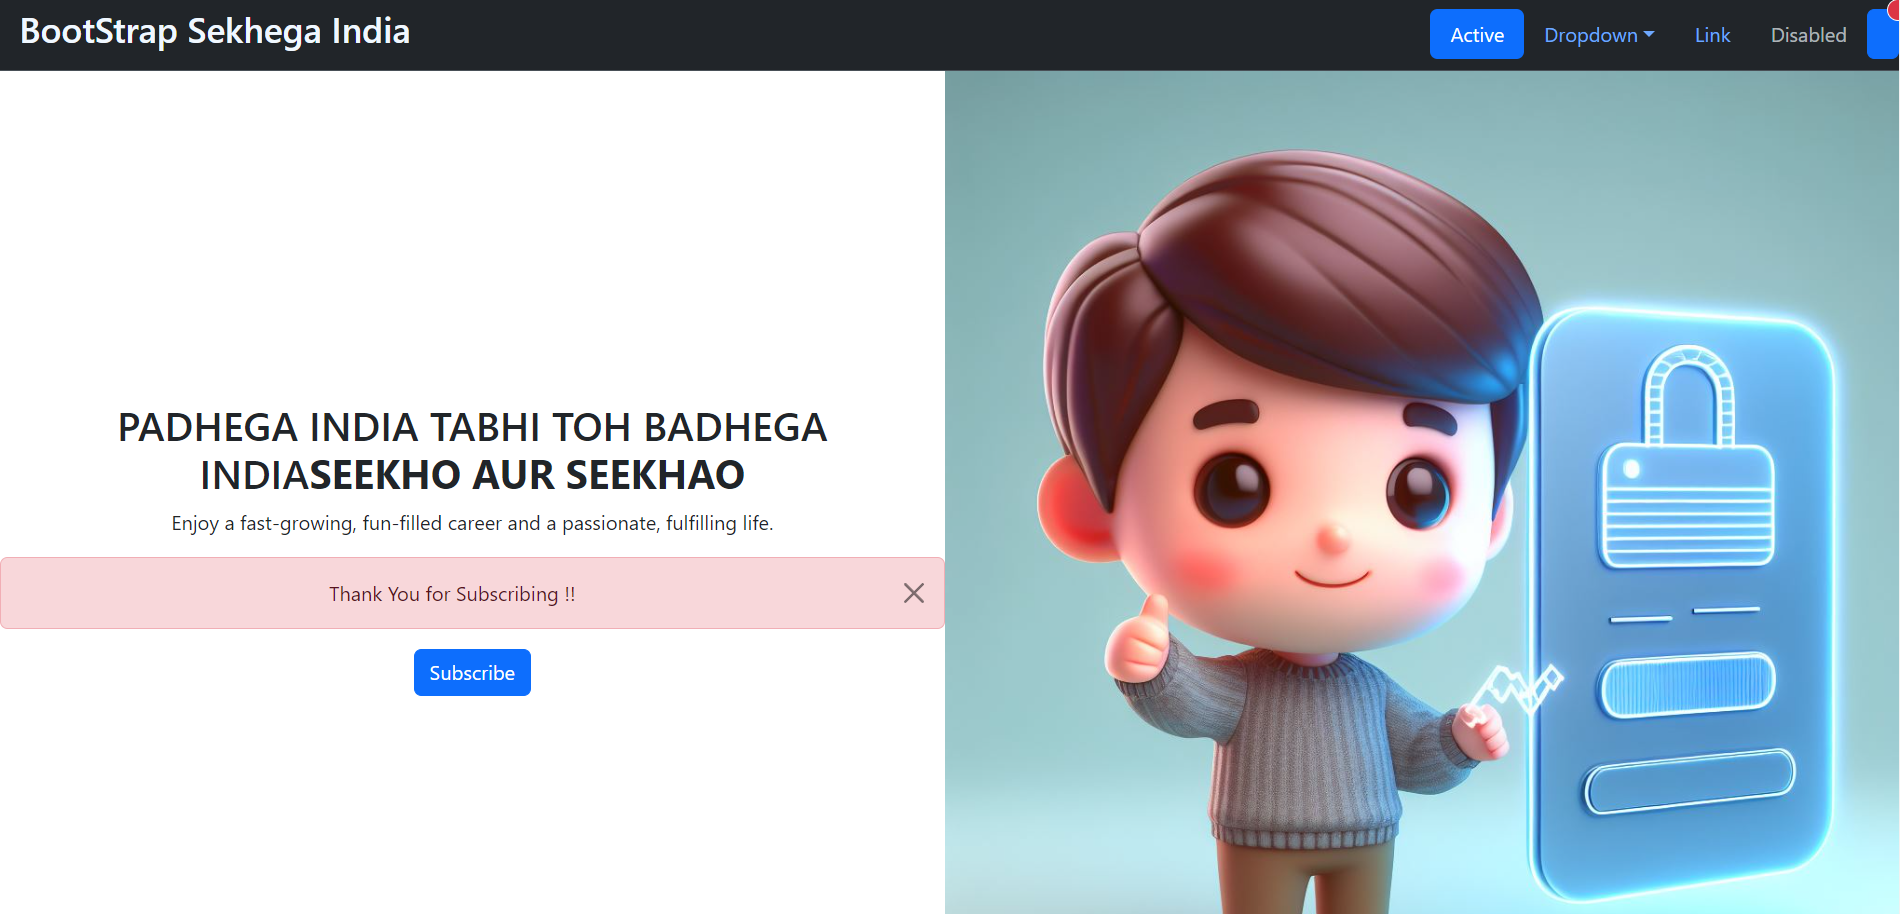 BootStrap Sekhega India
Active
Dropdown
Link
Disabled
PADHEGA INDIA TABHI TOH BADHEGA
INDIASEEKHO AUR SEEKHAO
Enjoy a fast-growing, fun-filled career and a passionate, fulfilling life.
Thank You for Subscribing !!
Subscribe